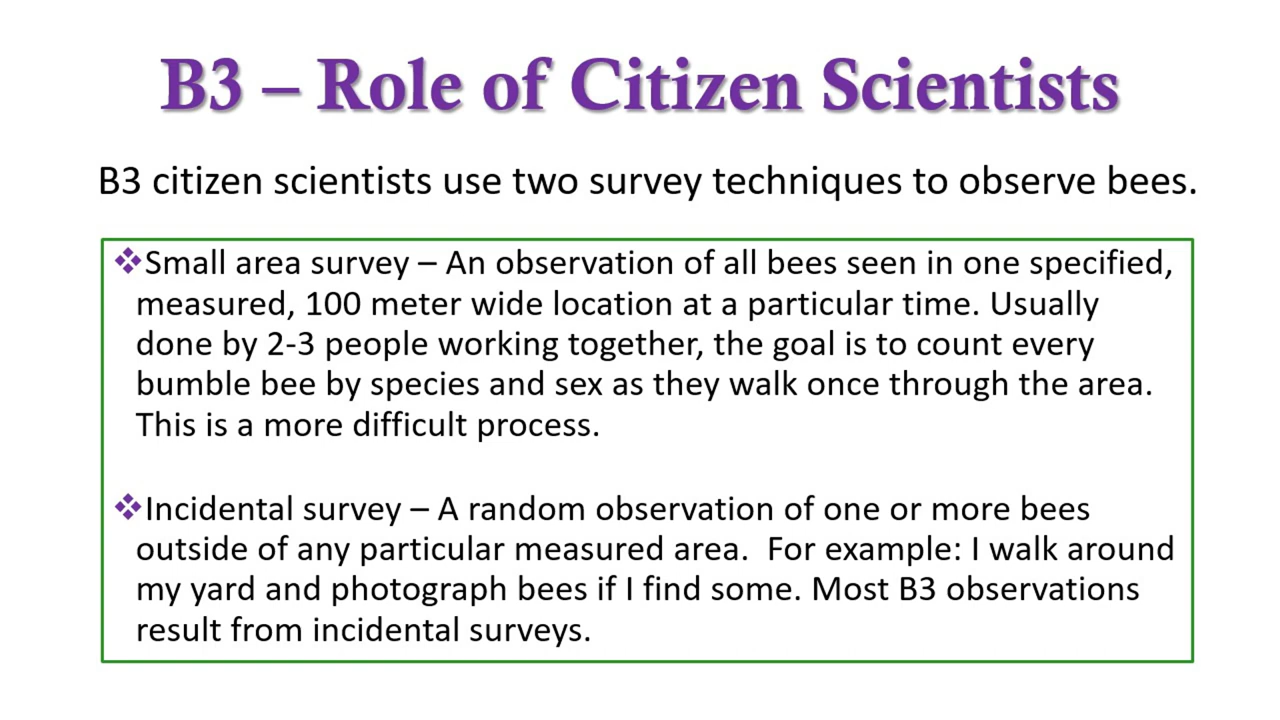 B3 – Role of Citizen Scientists
B3 citizen scientists use two survey techniques to observe bees.
❖Small area survey – An observation of all bees seen in one specified,
measured, 100 meter wide location at a particular time. Usually
done by 2-3 people working together, the goal is to count every
bumble bee by species and sex as they walk once through the area.
This is a more difficult process.
❖Incidental survey – A random observation of one or more bees
outside of any particular measured area.  For example: I walk around
my yard and photograph bees if I find some. Most B3 observations
result from incidental surveys.